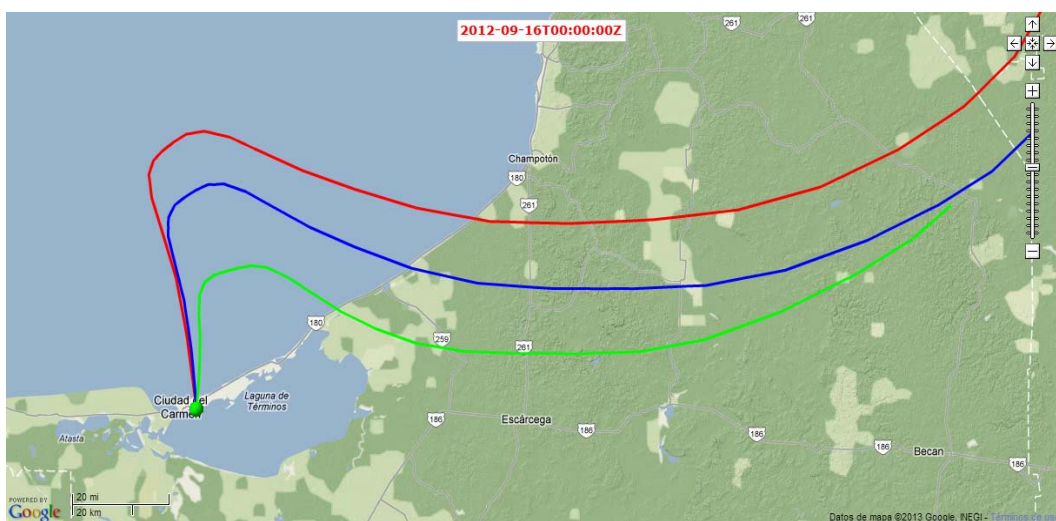 2012-09-16T00:00:00Z
261
Champotón
180
261
180
259
261
Ciudad del
Carmen
Laguna de
Términos
Atasta
186
Escárcega
186
186
Becan
186
186
20 mi
20 km
POWERED BY
Google
Datos de mapa ©2013 Google, INEGI - Términos de uso